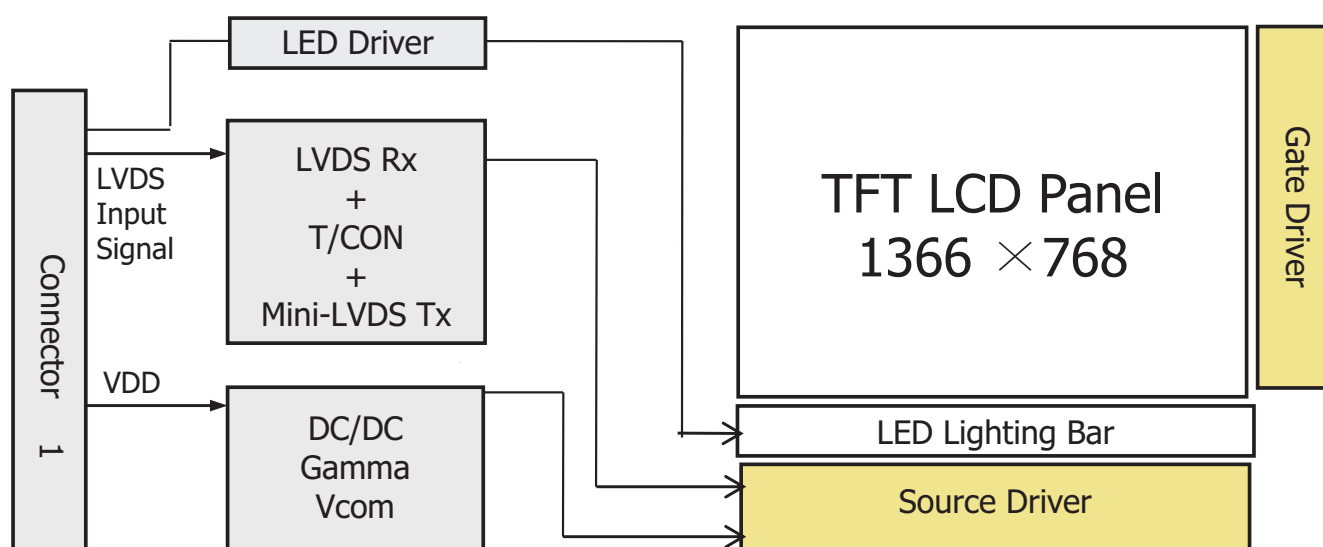 LED Driver
LVDS
Input
Signal
LVDS Rx
+
T/CON
+
Mini-LVDS Tx
TFT LCD Panel
1366 ×768
Gate Driver
Connector 1
VDD
DC/DC
Gamma
Vcom
LED Lighting Bar
Source Driver